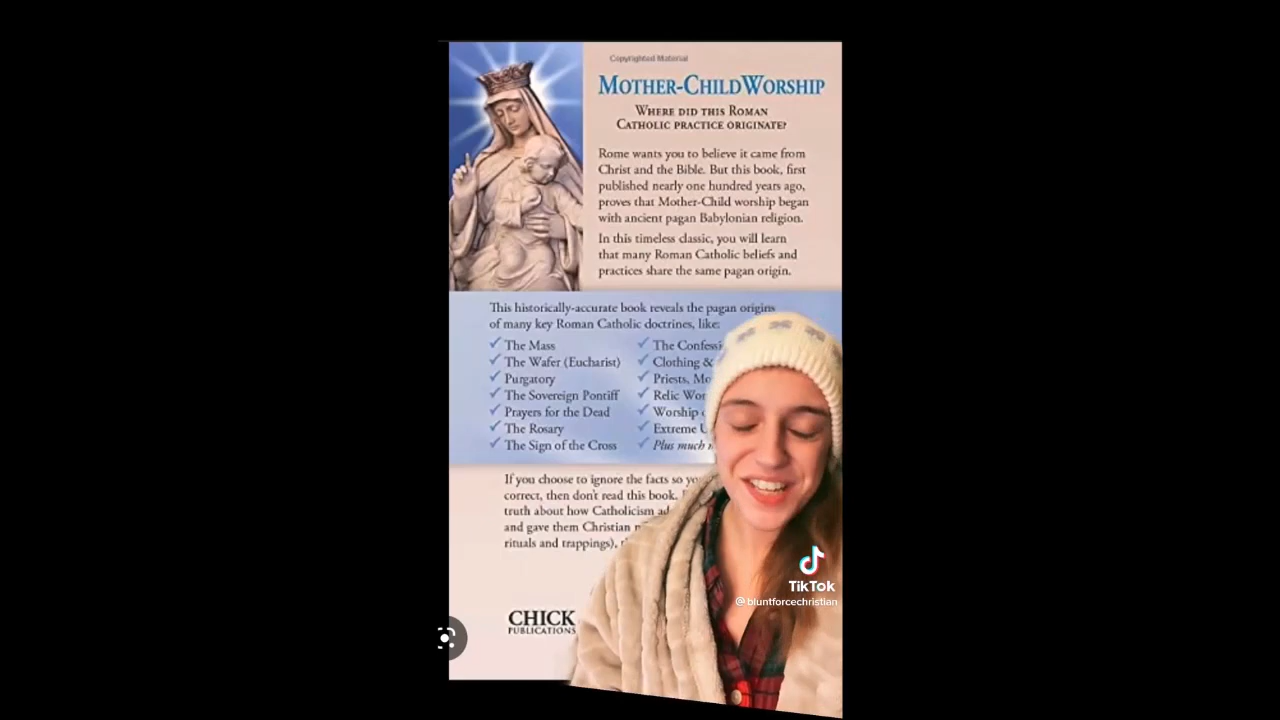 Copyrighted Material
MOTHER-CHILD WORSHIP
WHERE DID THIS ROMAN
CATHOLIC PRACTICE ORIGINATE?
Rome wants you to believe it came from
Christ and the Bible. But this book, first
published nearly one hundred years ago,
proves that Mother-Child worship began
with ancient pagan Babylonian religion.
In this timeless classic, you will learn
that many Roman Catholic beliefs and
practices share the same pagan origin.
This historically-accurate book reveals the pagan origins
of many key Roman Catholic doctrines, like:
The Mass
The Wafer (Eucharist)
Purgatory
The Sovereign Pontiff
Prayers for the Dead
The Rosary
The Sign of the Cross
The
Clothing &
Priests,
Relic
Worship
Extreme
Plus much
If you choose to ignore the facts so
correct, then don't read this book.
truth about how Catholicism
and gave them Christian
rituals and trappings),
CHICK
PUBLICATIONS
TikTok
@bluntforcechristian